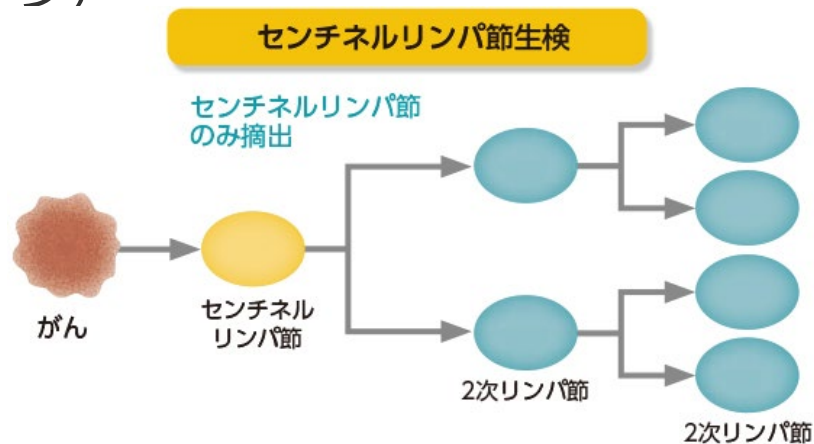 センチネルリンパ節生検
センチネルリンパ節
のみ摘出
がん
センチネル
リンパ節
2次リンパ節
2次リンパ節